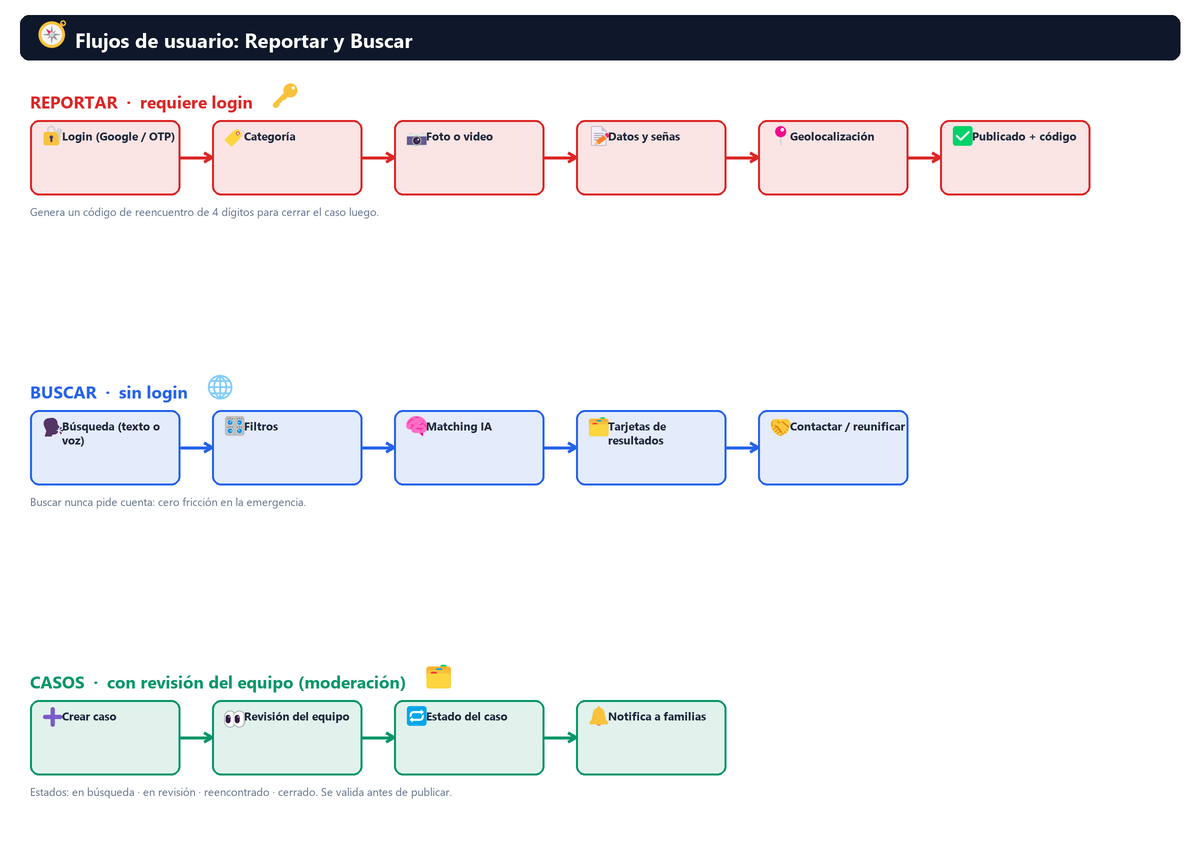 Flujos de usuario: Reportar y Buscar
REPORTAR · requiere login
Login (Google / OTP)
Categoría
Foto o video
Datos y señas
Geolocalización
Publicado + código
Genera un código de reencuentro de 4 dígitos para cerrar el caso luego.
BUSCAR · sin login
Búsqueda (texto o
voz)
Filtros
Matching IA
Tarjetas de
resultados
Contactar / reunificar
Buscar nunca pide cuenta: cero fricción en la emergencia.
CASOS · con revisión del equipo (moderación)
Crear caso
Revisión del equipo
Estado del caso
Notifica a familias
Estados: en búsqueda · en revisión · reencontrado · cerrado. Se valida antes de publicar.